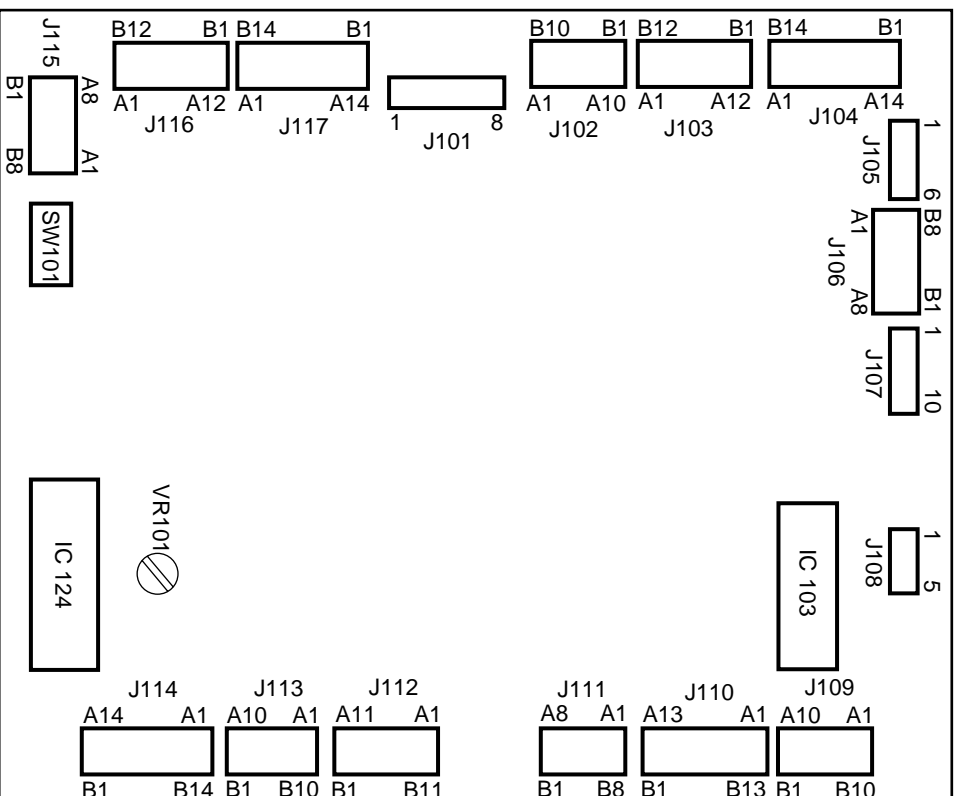 J115
B1 A8
B8 A1
B12 B1
A1 A12
J116
B14 B1
A1 A14
J117
1 8
J101
B10 B1
A1 A10
J102
B12 B1
A1 A12
J103
B14 B1
A1 A14
J104
J105
1 6
J106
A1 B8
A8 B1
J107
1 10
SW101
VR101
IC 124
IC 103
J108
1 5
J114
A14 A1
B1 B14
J113
A10 A1
B1 B10
J112
A11 A1
B1 B11
J111
A8 A1
B1 B8
J110
A13 A1
B1 B13
J109
A10 A1
B1 B10